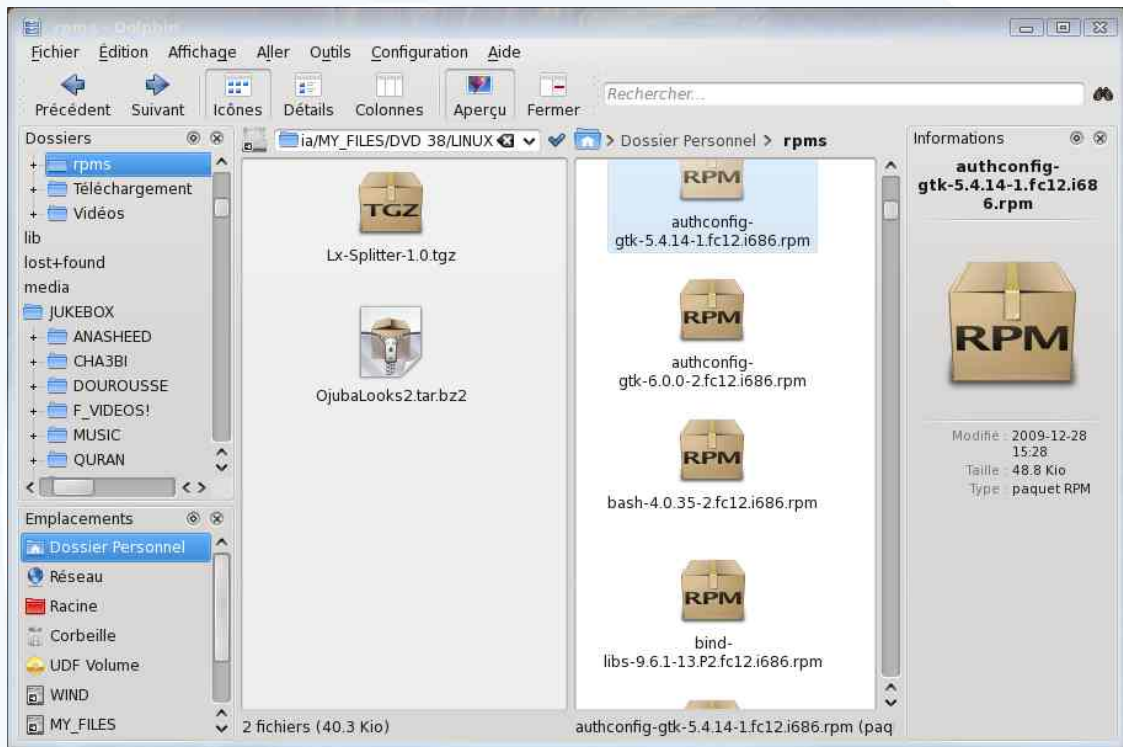 rpms - Dolphin
Fichier Édition Affichage Aller Outils Configuration Aide
Précédent Suivant Icônes Détails Colonnes Aperçu Fermer Rechercher...
Dossiers
rpms
Téléchargement
Vidéos
lib
lost+found
media
JUKEBOX
ANASHEED
CHA3BI
DOUROUSSE
F_VIDEOS!
MUSIC
QURAN
Emplacements
Dossier Personnel
Réseau
Racine
Corbeille
UDF Volume
WIND
MY_FILES
ia/MY_FILES/DVD 38/LINUX
TGZ
Lx-Splitter-1.0.tgz
OjubaLooks2.tar.bz2
2 fichiers (40.3 Kio)
> Dossier Personnel > rpms
RPM
authconfig-
gtk-5.4.14-1.fc12.i686.rpm
RPM
authconfig-
gtk-6.0.0-2.fc12.i686.rpm
RPM
bash-4.0.35-2.fc12.i686.rpm
RPM
bind-
libs-9.6.1-13.P2.fc12.i686.rpm
authconfig-gtk-5.4.14-1.fc12.i686.rpm (paq
Informations
authconfig-
gtk-5.4.14-1.fc12.i68
6.rpm
RPM
Modifié : 2009-12-28
15:28
Taille : 48.8 Kio
Type : paquet RPM